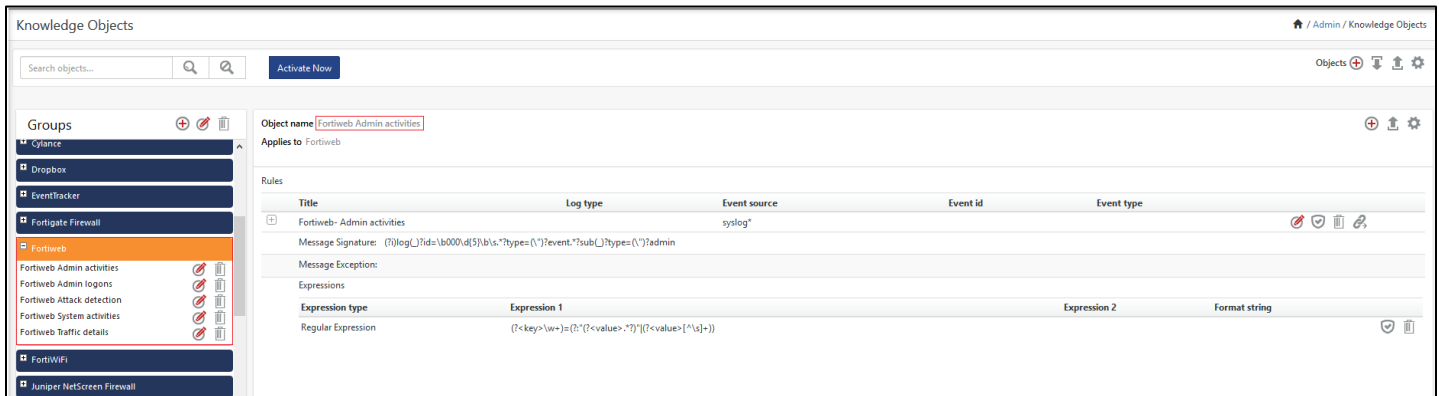 Knowledge Objects
/ Admin / Knowledge Objects
Search objects...
Activate Now
Objects
Groups
Cylance
Dropbox
EventTracker
Fortigate Firewall
Fortiweb
Fortiweb Admin activities
Fortiweb Admin logons
Fortiweb Attack detection
Fortiweb System activities
Fortiweb Traffic details
FortiWiFi
Juniper NetScreen Firewall
Object name Fortiweb Admin activities
Applies to Fortiweb
Rules
Title Log type Event source Event id Event type
Fortiweb- Admin activities syslog*
Message Signature: (?i)log(_)?id=\b000\d{5}\b\s.*?type=(\")?event.*?sub(_)?type=(\")?admin
Message Exception:
Expressions
Expression type Expression 1 Expression 2 Format string
Regular Expression (?<key>\w+)=(?:"(?<value>.*?)"|(?<value>[^\s]+))